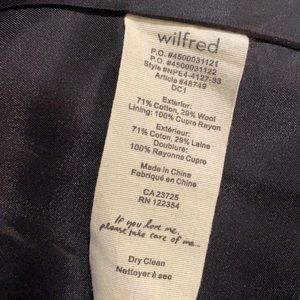 wilfred
P.O. #4500031121
P.O. #4500031122
Style #NPE4-4127-33
Article #48749
DC1
Exterior:
71% Cotton, 29% Wool
Lining: 100% Cupro Rayon
Extérieur:
71% Coton, 29% Laine
Doublure:
100% Rayonne Cupro
Made in China
Fabriqué en Chine
CA 23725
RN 122354
If you love me,
please take care of me...
Dry Clean
Nettoyer à sec